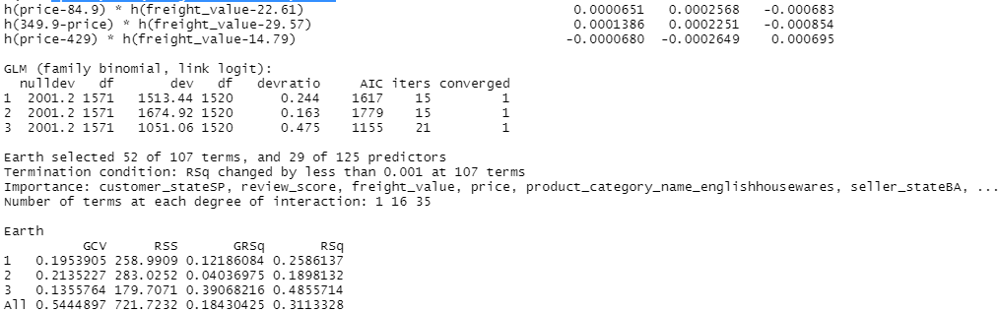 h(price-84.9) * h(freight_value-22.61) 0.0000651 0.0002568 -0.000683
h(349.9-price) * h(freight_value-29.57) 0.0001386 0.0002251 -0.000854
h(price-429) * h(freight_value-14.79) -0.0000680 -0.0002649 0.000695
GLM (family binomial, link logit):
nulldev df dev df devratio AIC iters converged
1 2001.2 1571 1513.44 1520 0.244 1617 15 1
2 2001.2 1571 1674.92 1520 0.163 1779 15 1
3 2001.2 1571 1051.06 1520 0.475 1155 21 1
Earth selected 52 of 107 terms, and 29 of 125 predictors
Termination condition: RSq changed by less than 0.001 at 107 terms
Importance: customer_stateSP, review_score, freight_value, price, product_category_name_englishhousewares, seller_stateBA, ...
Number of terms at each degree of interaction: 1 16 35
Earth
GCV RSS GRSq RSq
1 0.1953905 258.9909 0.12186084 0.2586137
2 0.2135227 283.0252 0.04036975 0.1898132
3 0.1355764 179.7071 0.39068216 0.4855714
All 0.5444897 721.7232 0.18430425 0.3113328